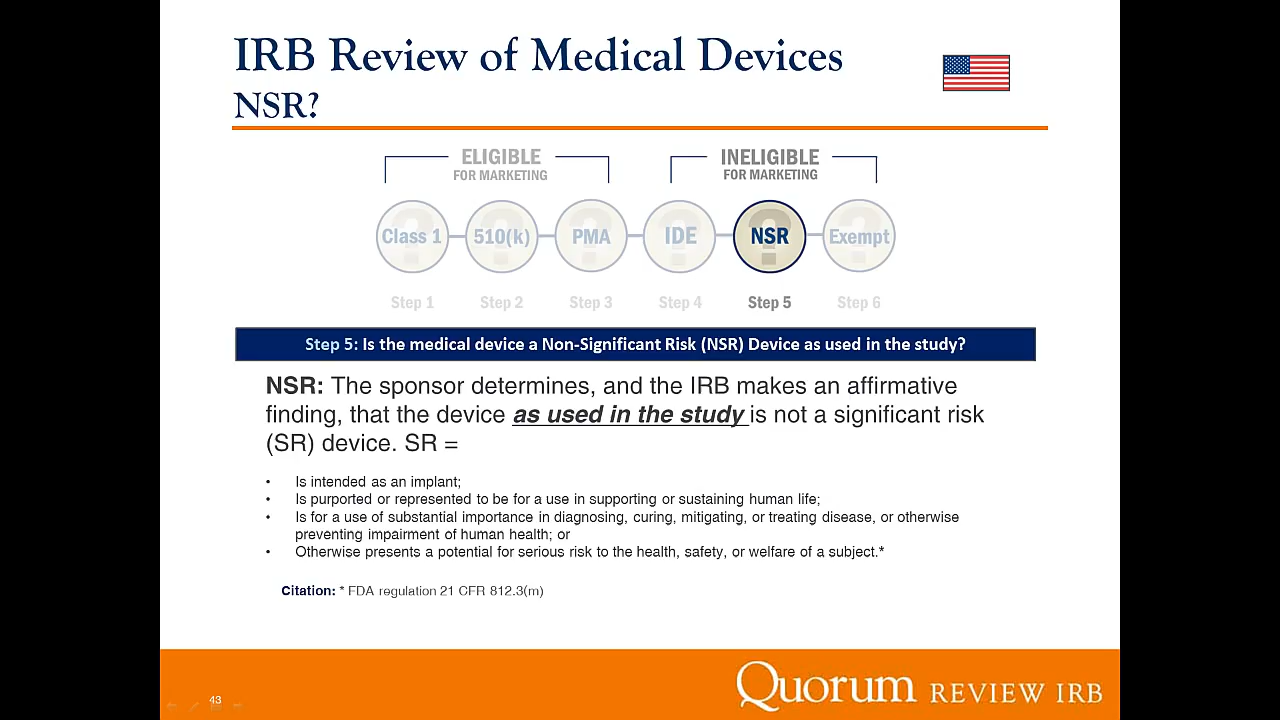 IRB Review of Medical Devices
NSR?
ELIGIBLE
FOR MARKETING
INELIGIBLE
FOR MARKETING
Class 1
510(k)
PMA
IDE
NSR
Exempt
Step 1
Step 2
Step 3
Step 4
Step 5
Step 6
Step 5: Is the medical device a Non-Significant Risk (NSR) Device as used in the study?
NSR: The sponsor determines, and the IRB makes an affirmative
finding, that the device as used in the study is not a significant risk
(SR) device. SR =
• Is intended as an implant;
• Is purported or represented to be for a use in supporting or sustaining human life;
• Is for a use of substantial importance in diagnosing, curing, mitigating, or treating disease, or otherwise
preventing impairment of human health; or
• Otherwise presents a potential for serious risk to the health, safety, or welfare of a subject.*
Citation: * FDA regulation 21 CFR 812.3(m)
43
Quorum REVIEW IRB